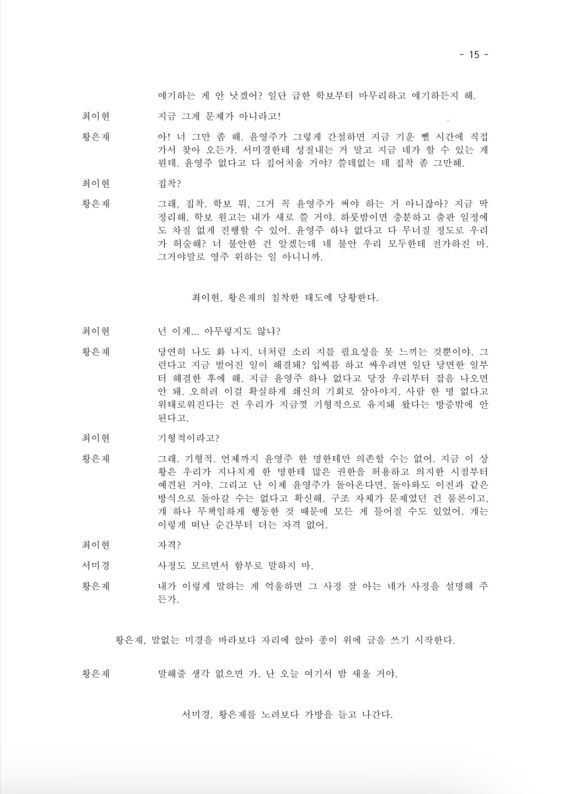 - 15 -
얘기하는 게 안 낫겠어? 일단 급한 학보부터 마무리하고 얘기하든지 해.
최이현 지금 그게 문제가 아니라고!
황은재 아! 너 그만 좀 해. 윤영주가 그렇게 간절하면 지금 기운 뺄 시간에 직접
가서 찾아 오든가. 서미경한테 성질내는 거 말고 지금 네가 할 수 있는 게
뭔데. 윤영주 없다고 다 집어치울 거야? 쓸데없는 데 집착 좀 그만해.
최이현 집착?
황은재 그래, 집착. 학보 뭐, 그거 꼭 윤영주가 써야 하는 거 아니잖아? 지금 딱
정리해. 학보 원고는 내가 새로 쓸 거야. 하룻밤이면 충분하고 출판 일정에
도 차질 없게 진행할 수 있어. 윤영주 하나 없다고 다 무너질 정도로 우리
가 허술해? 너 불안한 건 알겠는데 네 불안 우리 모두한테 전가하진 마.
그거야말로 영주 위하는 일 아니니까.
최이현, 황은재의 침착한 태도에 당황한다.
최이현 넌 이게... 아무렇지도 않냐?
황은재 당연히 나도 화 나지. 너처럼 소리 지를 필요성을 못 느끼는 것뿐이야. 그
런다고 지금 벌어진 일이 해결돼? 입씨름 하고 싸우려면 일단 당면한 일부
터 해결한 후에 해. 지금 윤영주 하나 없다고 당장 우리부터 잡음 나오면
안 돼. 오히려 이걸 확실하게 쇄신의 기회로 삼아야지. 사람 한 명 없다고
위태로워진다는 건 우리가 지금껏 기형적으로 유지돼 왔다는 방증밖에 안
된다고.
최이현 기형적이라고?
황은재 그래. 기형적. 언제까지 윤영주 한 명한테만 의존할 수는 없어. 지금 이 상
황은 우리가 지나치게 한 명한테 많은 권한을 허용하고 의지한 시점부터
예견된 거야. 그리고 난 이제 윤영주가 돌아온다면, 돌아와도 이전과 같은
방식으로 돌아갈 수는 없다고 확신해. 구조 자체가 문제였던 건 물론이고,
걔 하나 무책임하게 행동한 것 때문에 모든 게 틀어질 수도 있었어. 걔는
이렇게 떠난 순간부터 더는 자격 없어.
최이현 자격?
서미경 사정도 모르면서 함부로 말하지 마.
황은재 내가 이렇게 말하는 게 억울하면 그 사정 잘 아는 네가 사정을 설명해 주
든가.
황은재, 말없는 미경을 바라보다 자리에 앉아 종이 위에 글을 쓰기 시작한다.
황은재 말해줄 생각 없으면 가. 난 오늘 여기서 밤 새울 거야.
서미경, 황은재를 노려보다 가방을 들고 나간다.